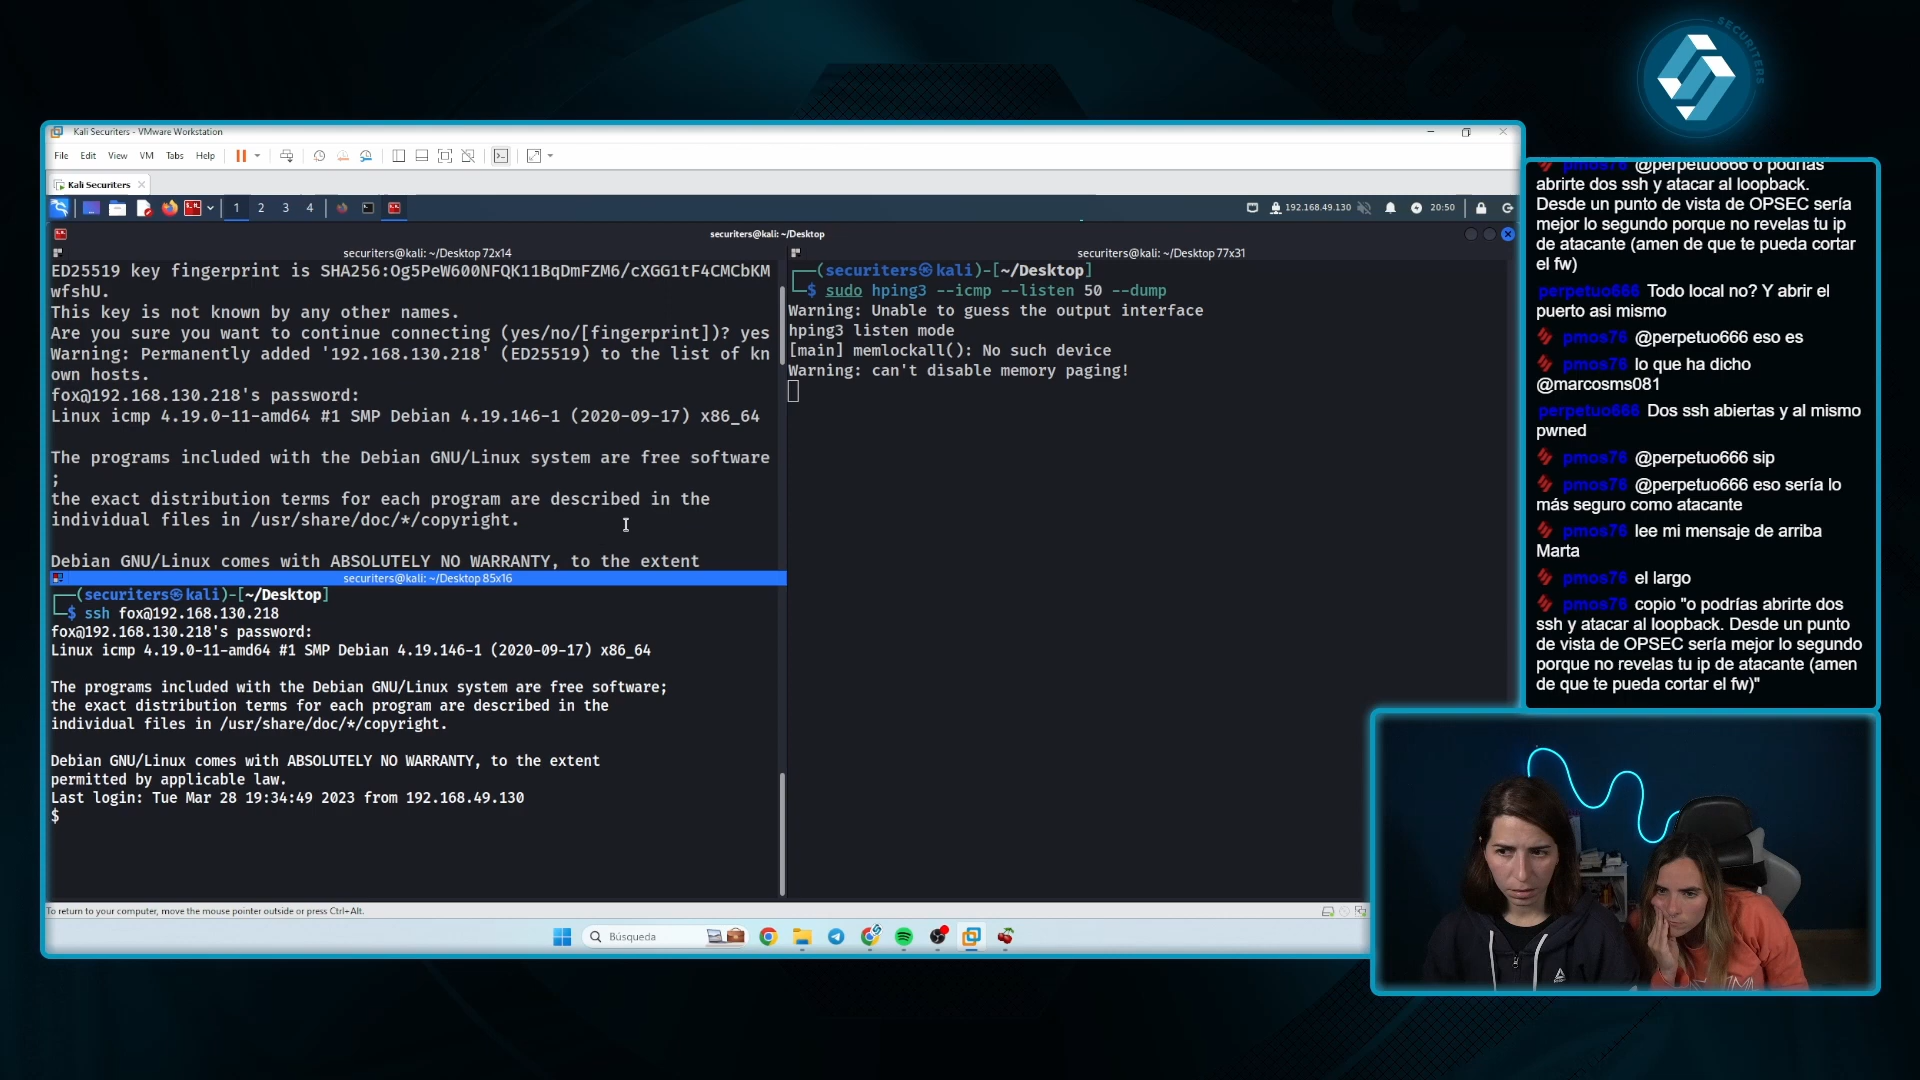 SECURITERS
Kali Securiters - VMware Workstation
File Edit View VM Tabs Help
Kali Securiters
1 2 3 4
192.168.49.130
20:50
securiters@kali: ~/Desktop
securiters@kali: ~/Desktop 72x14
ED25519 key fingerprint is SHA256:Og5PeW600NFQK11BqDmFZM6/cXGG1tF4CMCbKM
wfshU.
This key is not known by any other names.
Are you sure you want to continue connecting (yes/no/[fingerprint])? yes
Warning: Permanently added '192.168.130.218' (ED25519) to the list of kn
own hosts.
fox@192.168.130.218's password:
Linux icmp 4.19.0-11-amd64 #1 SMP Debian 4.19.146-1 (2020-09-17) x86_64
The programs included with the Debian GNU/Linux system are free software
;
the exact distribution terms for each program are described in the
individual files in /usr/share/doc/*/copyright.
Debian GNU/Linux comes with ABSOLUTELY NO WARRANTY, to the extent
securiters@kali: ~/Desktop 85x16
(securiters㉿kali)-[~/Desktop]
$ ssh fox@192.168.130.218
fox@192.168.130.218's password:
Linux icmp 4.19.0-11-amd64 #1 SMP Debian 4.19.146-1 (2020-09-17) x86_64
The programs included with the Debian GNU/Linux system are free software;
the exact distribution terms for each program are described in the
individual files in /usr/share/doc/*/copyright.
Debian GNU/Linux comes with ABSOLUTELY NO WARRANTY, to the extent
permitted by applicable law.
Last login: Tue Mar 28 19:34:49 2023 from 192.168.49.130
$
securiters@kali: ~/Desktop 77x31
(securiters㉿kali)-[~/Desktop]
$ sudo hping3 --icmp --listen 50 --dump
Warning: Unable to guess the output interface
hping3 listen mode
[main] memlockall(): No such device
Warning: can't disable memory paging!
To return to your computer, move the mouse pointer outside or press Ctrl+Alt.
Búsqueda
pmos76 @perpetuo666 o podrías
abrirte dos ssh y atacar al loopback.
Desde un punto de vista de OPSEC sería
mejor lo segundo porque no revelas tu ip
de atacante (amen de que te pueda cortar
el fw)
perpetuo666 Todo local no? Y abrir el
puerto asi mismo
pmos76 @perpetuo666 eso es
pmos76 lo que ha dicho
@marcosms081
perpetuo666 Dos ssh abiertas y al mismo
pwned
pmos76 @perpetuo666 sip
pmos76 @perpetuo666 eso sería lo
más seguro como atacante
pmos76 lee mi mensaje de arriba
Marta
pmos76 el largo
pmos76 copio "o podrías abrirte dos
ssh y atacar al loopback. Desde un punto
de vista de OPSEC sería mejor lo segundo
porque no revelas tu ip de atacante (amen
de que te pueda cortar el fw)"